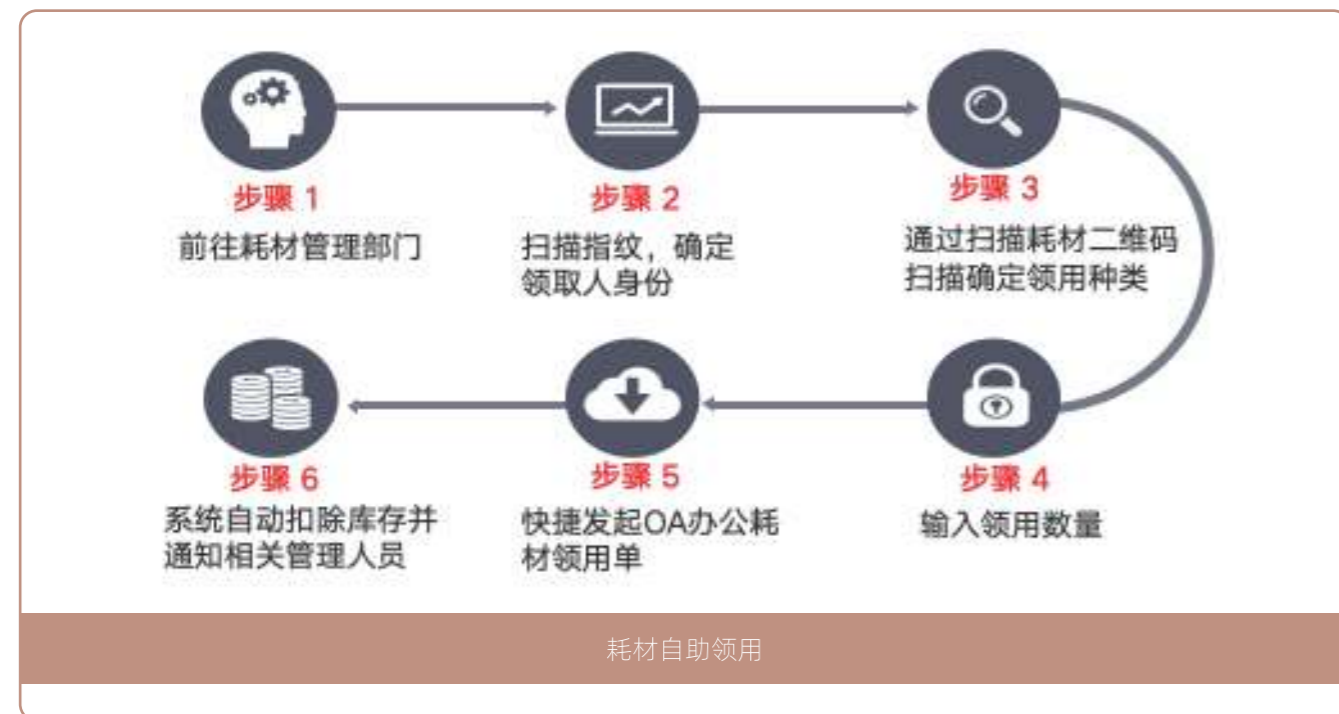 步骤 1
前往耗材管理部门
步骤 2
扫描指纹，确定
领取人身份
步骤 3
通过扫描耗材二维码
扫描确定领用种类
步骤 4
输入领用数量
步骤 5
快捷发起OA办公耗
材领用单
步骤 6
系统自动扣除库存并
通知相关管理人员
耗材自助领用